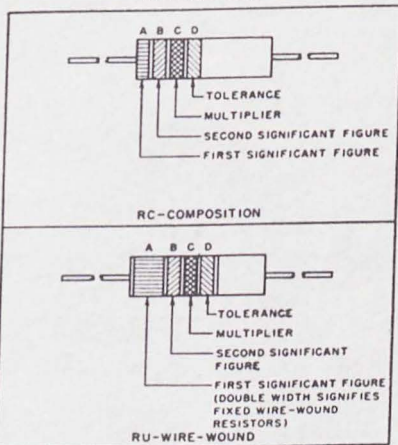 A B C D
TOLERANCE
MULTIPLIER
SECOND SIGNIFICANT FIGURE
FIRST SIGNIFICANT FIGURE
RC-COMPOSITION
A B C D
TOLERANCE
MULTIPLIER
SECOND SIGNIFICANT
FIGURE
FIRST SIGNIFICANT FIGURE
(DOUBLE WIDTH SIGNIFIES
FIXED WIRE-WOUND
RESISTORS)
RU-WIRE-WOUND